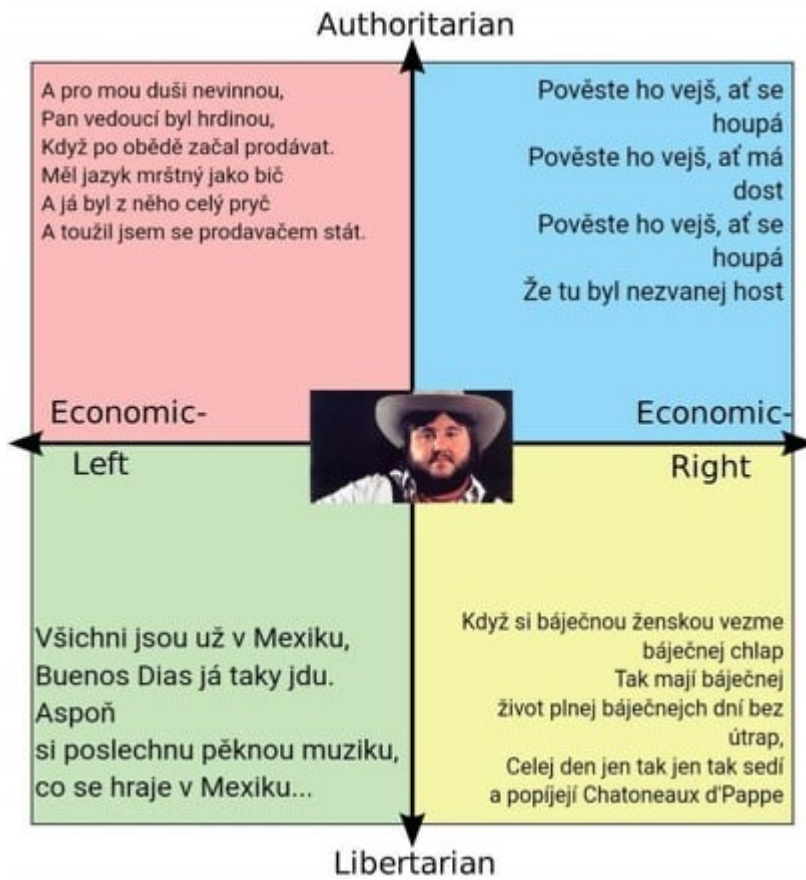 Authoritarian
A pro mou duši nevinnou,
Pan vedoucí byl hrdinou,
Když po obědě začal prodávat.
Měl jazyk mrštný jako bič
A já byl z něho celý pryč
A toužil jsem se prodavačem stát.
Pověste ho vejš, ať se
houpá
Pověste ho vejš, ať má
dost
Pověste ho vejš, ať se
houpá
Že tu byl nezvanej host
Economic-
Left
Economic-
Right
Všichni jsou už v Mexiku,
Buenos Dias já taky jdu.
Aspoň
si poslechnu pěknou muziku,
co se hraje v Mexiku...
Když si báječnou ženskou vezme
báječnej chlap
Tak mají báječnej
život plnej báječnejch dní bez
útrap,
Celej den jen tak jen tak sedí
a popíjejí Chatoneaux d'Pappe
Libertarian